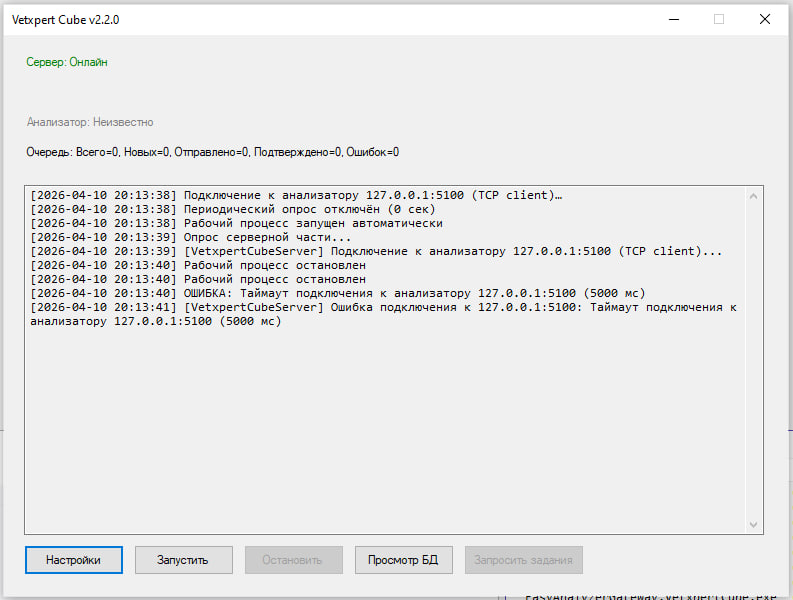 Vetxpert Cube v2.2.0
Сервер: Онлайн
Анализатор: Неизвестно
Очередь: Всего=0, Новых=0, Отправлено=0, Подтверждено=0, Ошибок=0
[2026-04-10 20:13:38] Подключение к анализатору 127.0.0.1:5100 (TCP client)…
[2026-04-10 20:13:38] Периодический опрос отключён (0 сек)
[2026-04-10 20:13:38] Рабочий процесс запущен автоматически
[2026-04-10 20:13:39] Опрос серверной части...
[2026-04-10 20:13:39] [VetxpertCubeServer] Подключение к анализатору 127.0.0.1:5100 (TCP client)...
[2026-04-10 20:13:40] Рабочий процесс остановлен
[2026-04-10 20:13:40] Рабочий процесс остановлен
[2026-04-10 20:13:40] ОШИБКА: Таймаут подключения к анализатору 127.0.0.1:5100 (5000 мс)
[2026-04-10 20:13:41] [VetxpertCubeServer] Ошибка подключения к 127.0.0.1:5100: Таймаут подключения к
анализатору 127.0.0.1:5100 (5000 мс)
Настройки Запустить Остановить Просмотр БД Запросить задания
EasyAnalyzerGateway.VetxpertCube.exe